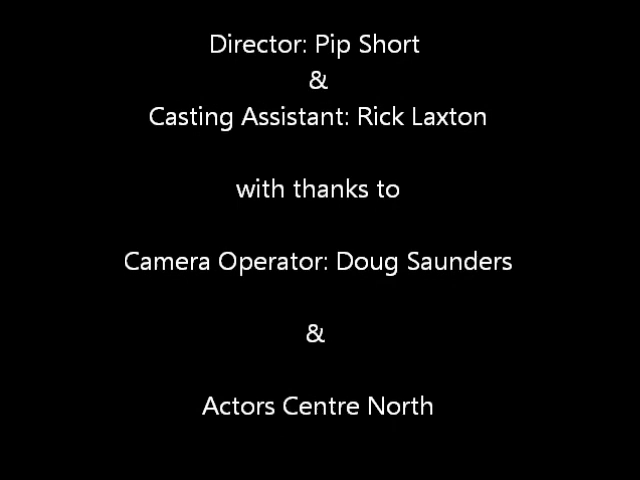 Director: Pip Short
&
Casting Assistant: Rick Laxton
with thanks to
Camera Operator: Doug Saunders
&
Actors Centre North